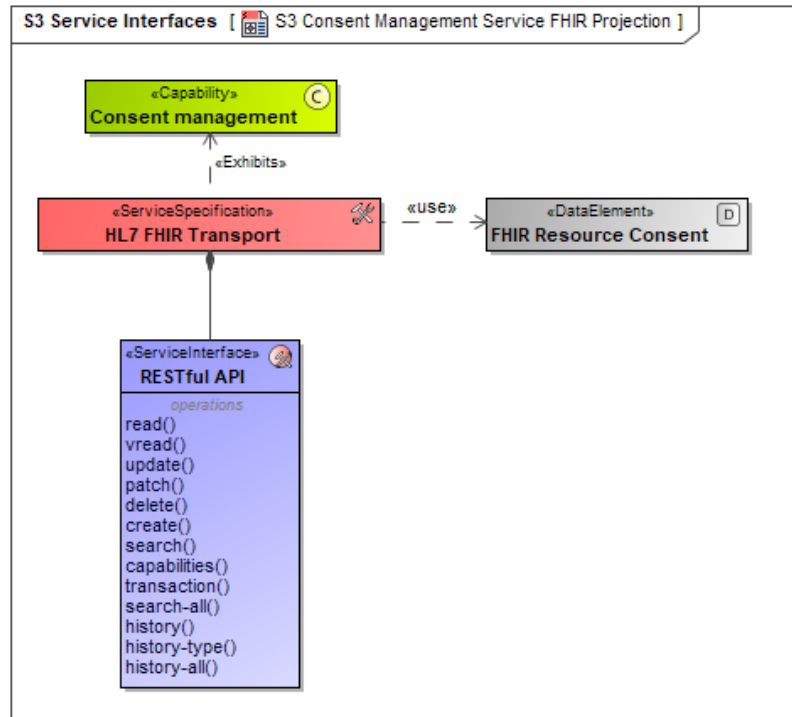 S3 Service Interfaces [ S3 Consent Management Service FHIR Projection ]
«Capability»
C
Consent management
«Exhibits»
«ServiceSpecification»
HL7 FHIR Transport
«use»
«DataElement»
D
FHIR Resource Consent
«ServiceInterface»
RESTful API
operations
read()
vread()
update()
patch()
delete()
create()
search()
capabilities()
transaction()
search-all()
history()
history-type()
history-all()